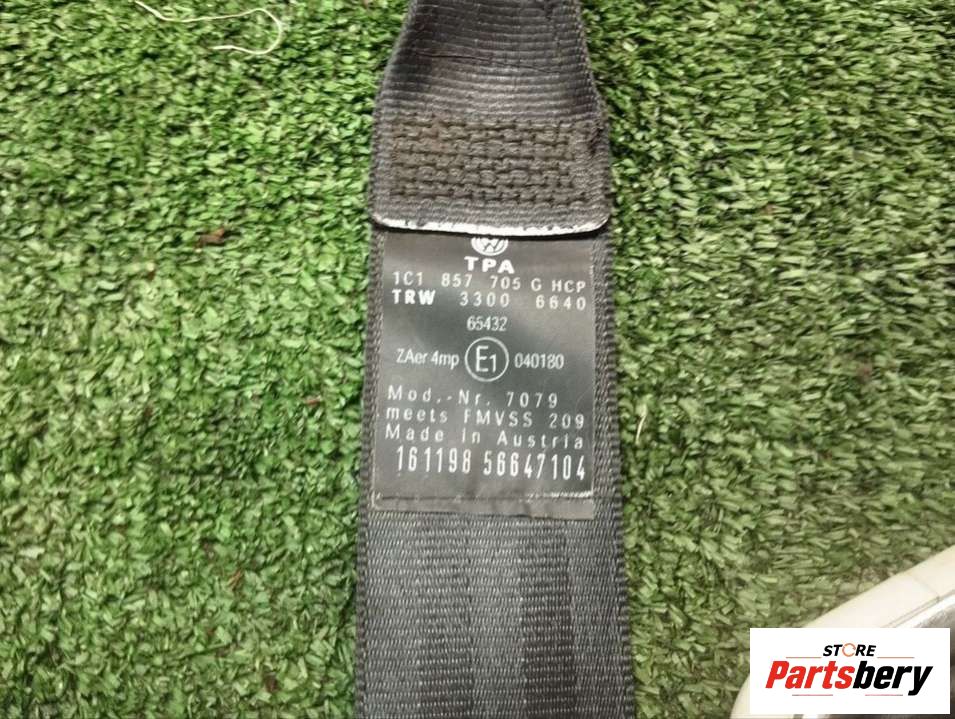 TPA
1C1 857 705 G HCP
TRW 3300 6640
65432
ZAer 4mp E1 040180
Mod.-Nr. 7079
meets FMVSS 209
Made in Austria
161198 56647104
STORE
Partsbery